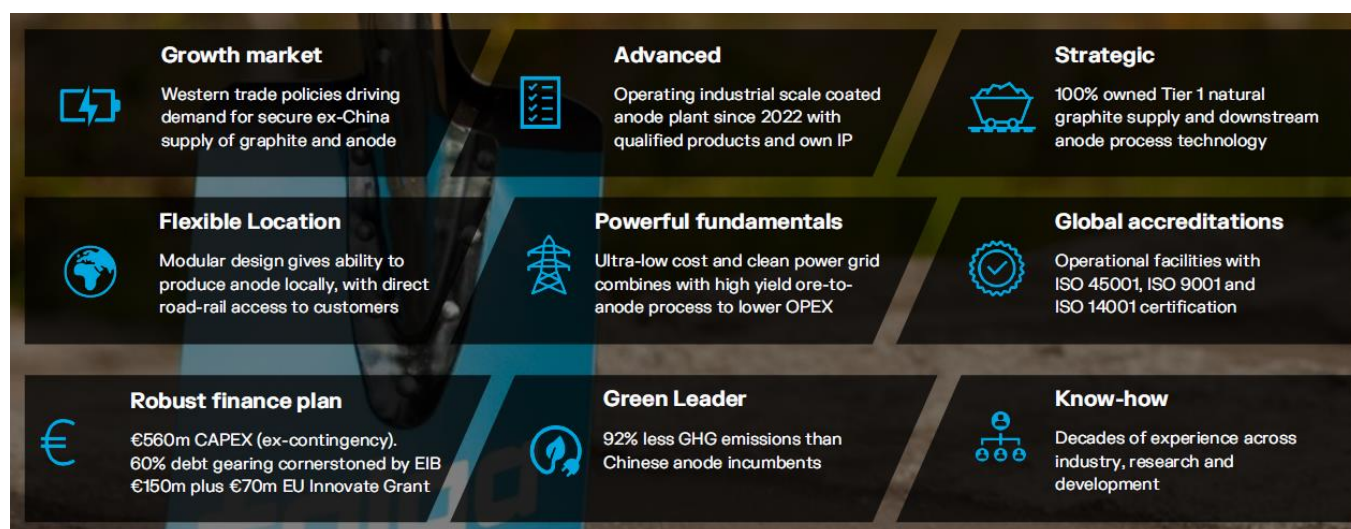 Growth market
Western trade policies driving
demand for secure ex-China
supply of graphite and anode
Advanced
Operating industrial scale coated
anode plant since 2022 with
qualified products and own IP
Strategic
100% owned Tier 1 natural
graphite supply and downstream
anode process technology
Flexible Location
Modular design gives ability to
produce anode locally, with direct
road-rail access to customers
Powerful fundamentals
Ultra-low cost and clean power grid
combines with high yield ore-to-
anode process to lower OPEX
Global accreditations
Operational facilities with
ISO 45001, ISO 9001 and
ISO 14001 certification
Robust finance plan
€560m CAPEX (ex-contingency).
60% debt gearing cornerstoned by EIB
€150m plus €70m EU Innovate Grant
Green Leader
92% less GHG emissions than
Chinese anode incumbents
Know-how
Decades of experience across
industry, research and
development